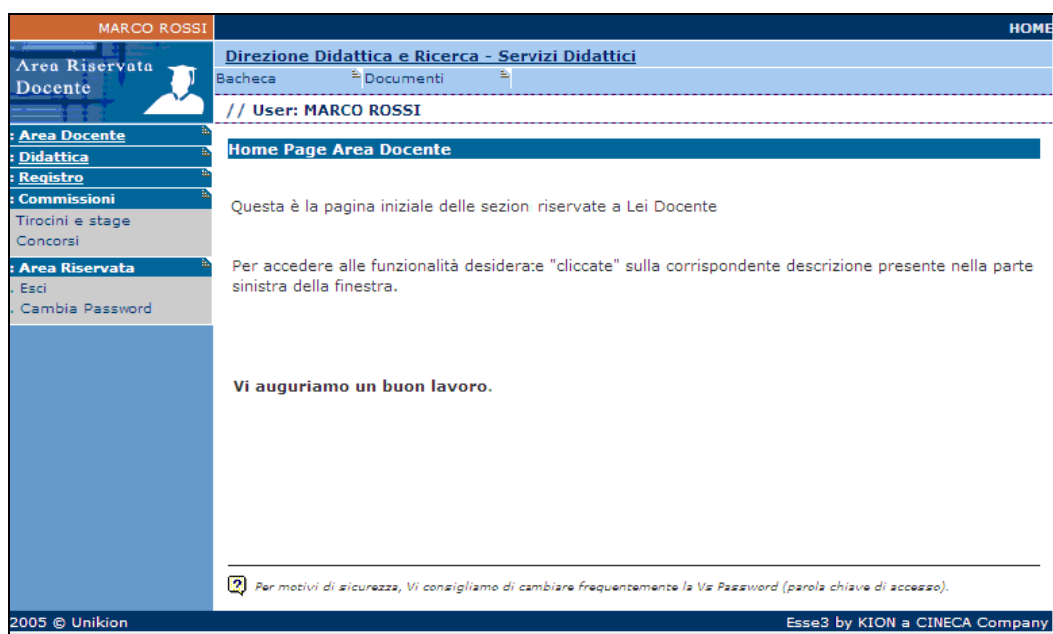 MARCO ROSSI
HOME
Area Riservata
Docente
Direzione Didattica e Ricerca - Servizi Didattici
Bacheca Documenti
// User: MARCO ROSSI
: Area Docente
: Didattica
: Registro
: Commissioni
Tirocini e stage
Concorsi
: Area Riservata
. Esci
. Cambia Password
Home Page Area Docente
Questa è la pagina iniziale delle sezion riservate a Lei Docente
Per accedere alle funzionalità desiderate "cliccate" sulla corrispondente descrizione presente nella parte
sinistra della finestra.
Vi auguriamo un buon lavoro.
Per motivi di sicurezza, Vi consigliamo di cambiare frequentemente la Vs Password (parola chiave di accesso).
2005 © Unikion
Esse3 by KION a CINECA Company